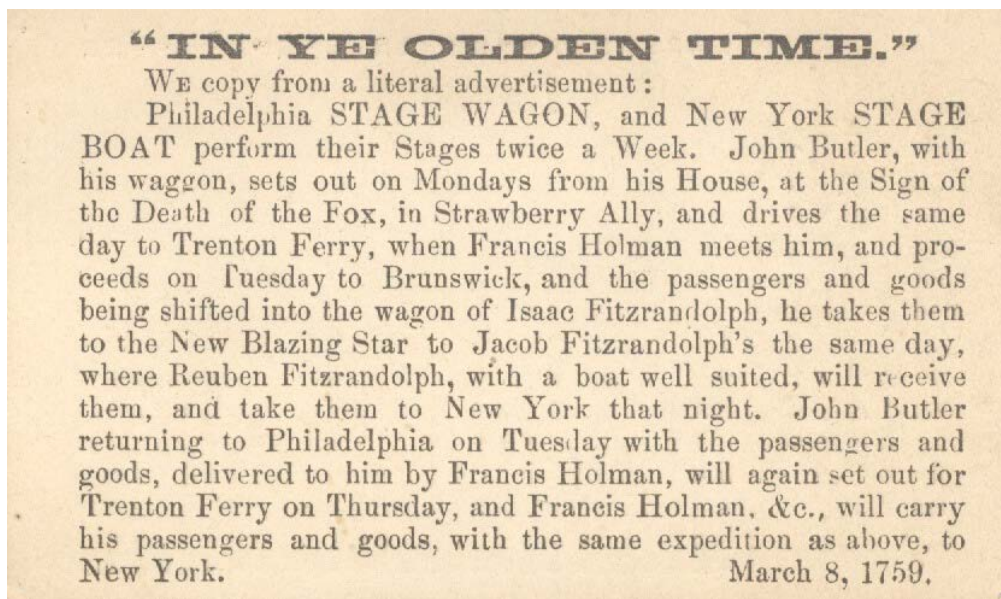 “IN YE OLDEN TIME.”
WE copy from a literal advertisement :
Philadelphia STAGE WAGON, and New York STAGE
BOAT perform their Stages twice a Week. John Butler, with
his waggon, sets out on Mondays from his House, at the Sign of
the Death of the Fox, in Strawberry Ally, and drives the same
day to Trenton Ferry, when Francis Holman meets him, and pro-
ceeds on Tuesday to Brunswick, and the passengers and goods
being shifted into the wagon of Isaac Fitzrandolph, he takes them
to the New Blazing Star to Jacob Fitzrandolph’s the same day,
where Reuben Fitzrandolph, with a boat well suited, will receive
them, and take them to New York that night. John Butler
returning to Philadelphia on Tuesday with the passengers and
goods, delivered to him by Francis Holman, will again set out for
Trenton Ferry on Thursday, and Francis Holman, &c., will carry
his passengers and goods, with the same expedition as above, to
New York. March 8, 1759.